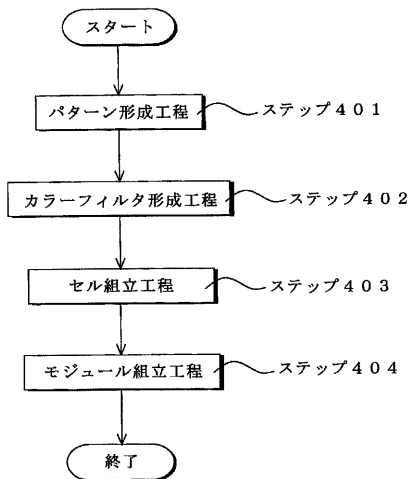 スタート
パターン形成工程 ステップ401
カラーフィルタ形成工程 ステップ402
セル組立工程 ステップ403
モジュール組立工程 ステップ404
終了